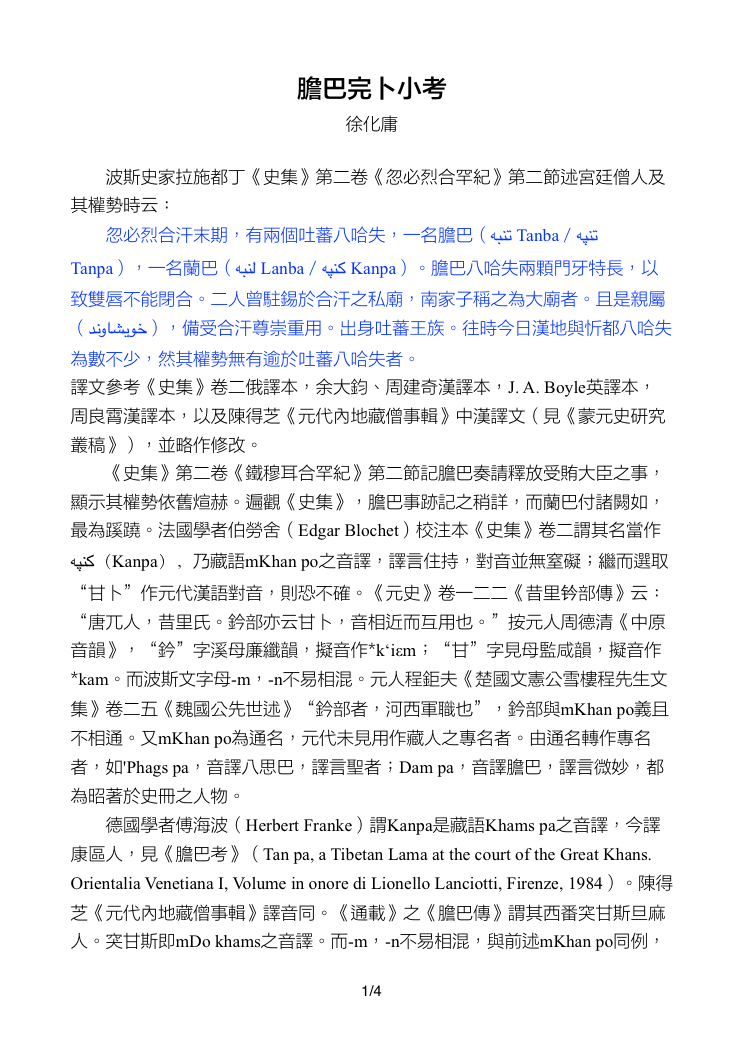 膽巴完卜小考
徐化庸
波斯史家拉施都丁《史集》第二卷《忽必烈合罕紀》第二節述宮廷僧人及
其權勢時云：
忽必烈合汗末期，有兩個吐蕃八哈失，一名膽巴（تنبه Tanba / تنپه
Tanpa），一名蘭巴（لنبه Lanba / کنپه Kanpa）。膽巴八哈失兩顆門牙特長，以
致雙唇不能閉合。二人曾駐錫於合汗之私廟，南家子稱之為大廟者。且是親屬
（خویشاوند），備受合汗尊崇重用。出身吐蕃王族。往時今日漢地與忻都八哈失
為數不少，然其權勢無有逾於吐蕃八哈失者。
譯文參考《史集》卷二俄譯本，余大鈞、周建奇漢譯本，J. A. Boyle英譯本，
周良霄漢譯本，以及陳得芝《元代內地藏僧事輯》中漢譯文（見《蒙元史研究
叢稿》），並略作修改。
《史集》第二卷《鐵穆耳合罕紀》第二節記膽巴奏請釋放受賄大臣之事，
顯示其權勢依舊煊赫。遍觀《史集》，膽巴事跡記之稍詳，而蘭巴付諸闕如，
最為蹊蹺。法國學者伯勞舍（Edgar Blochet）校注本《史集》卷二謂其名當作
کنپه（Kanpa），乃藏語mKhan po之音譯，譯言住持，對音並無窒礙；繼而選取
“甘卜”作元代漢語對音，則恐不確。《元史》卷一二二《昔里钤部傳》云：
“唐兀人，昔里氏。鈐部亦云甘卜，音相近而互用也。”按元人周德清《中原
音韻》，“鈐”字溪母廉纖韻，擬音作*k‘iɛm；“甘”字見母監咸韻，擬音作
*kam。而波斯文字母-m，-n不易相混。元人程鉅夫《楚國文憲公雪樓程先生文
集》卷二五《魏國公先世述》“鈐部者，河西軍職也”，鈐部與mKhan po義且
不相通。又mKhan po為通名，元代未見用作藏人之專名者。由通名轉作專名
者，如'Phags pa，音譯八思巴，譯言聖者；Dam pa，音譯膽巴，譯言微妙，都
為昭著於史冊之人物。
德國學者傅海波（Herbert Franke）謂Kanpa是藏語Khams pa之音譯，今譯
康區人，見《膽巴考》（Tan pa, a Tibetan Lama at the court of the Great Khans.
Orientalia Venetiana I, Volume in onore di Lionello Lanciotti, Firenze, 1984）。陳得
芝《元代內地藏僧事輯》譯音同。《通載》之《膽巴傳》謂其西番突甘斯旦麻
人。突甘斯即mDo khams之音譯。而-m，-n不易相混，與前述mKhan po同例，
1/4